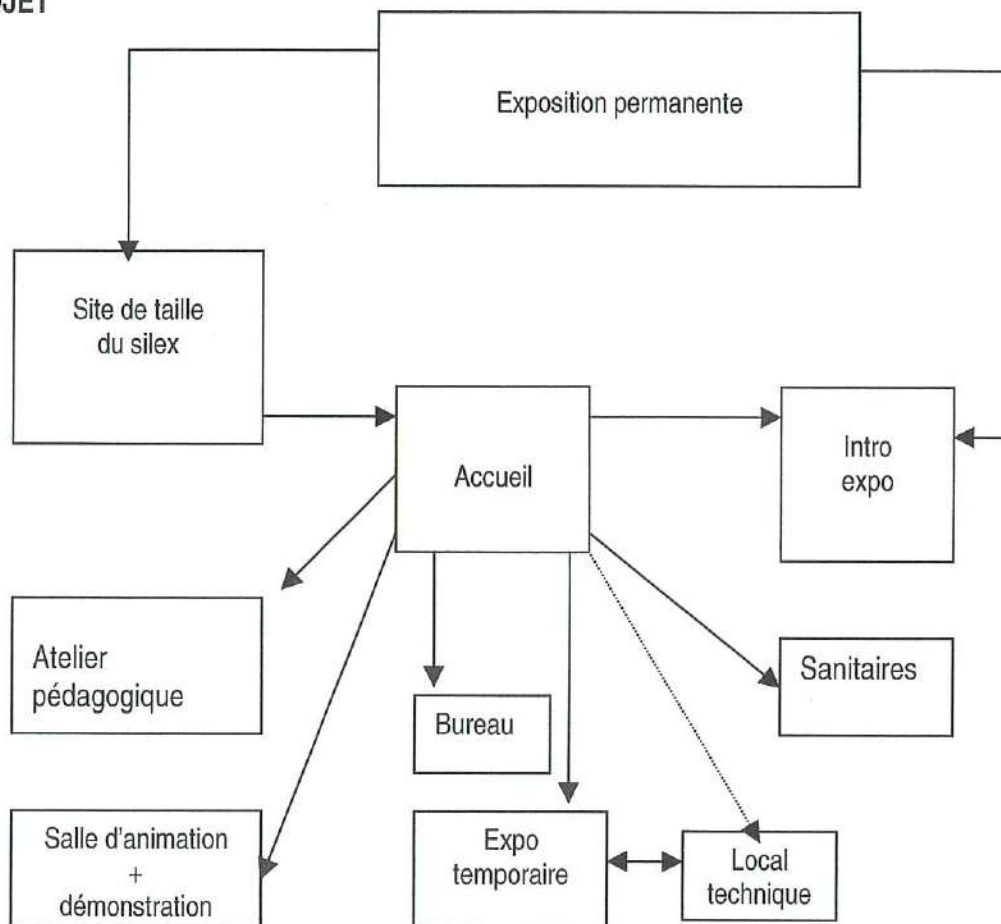 Exposition permanente
Site de taille
du silex
Accueil
Intro
expo
Atelier
pédagogique
Sanitaires
Bureau
Salle d'animation
+
démonstration
Expo
temporaire
Local
technique